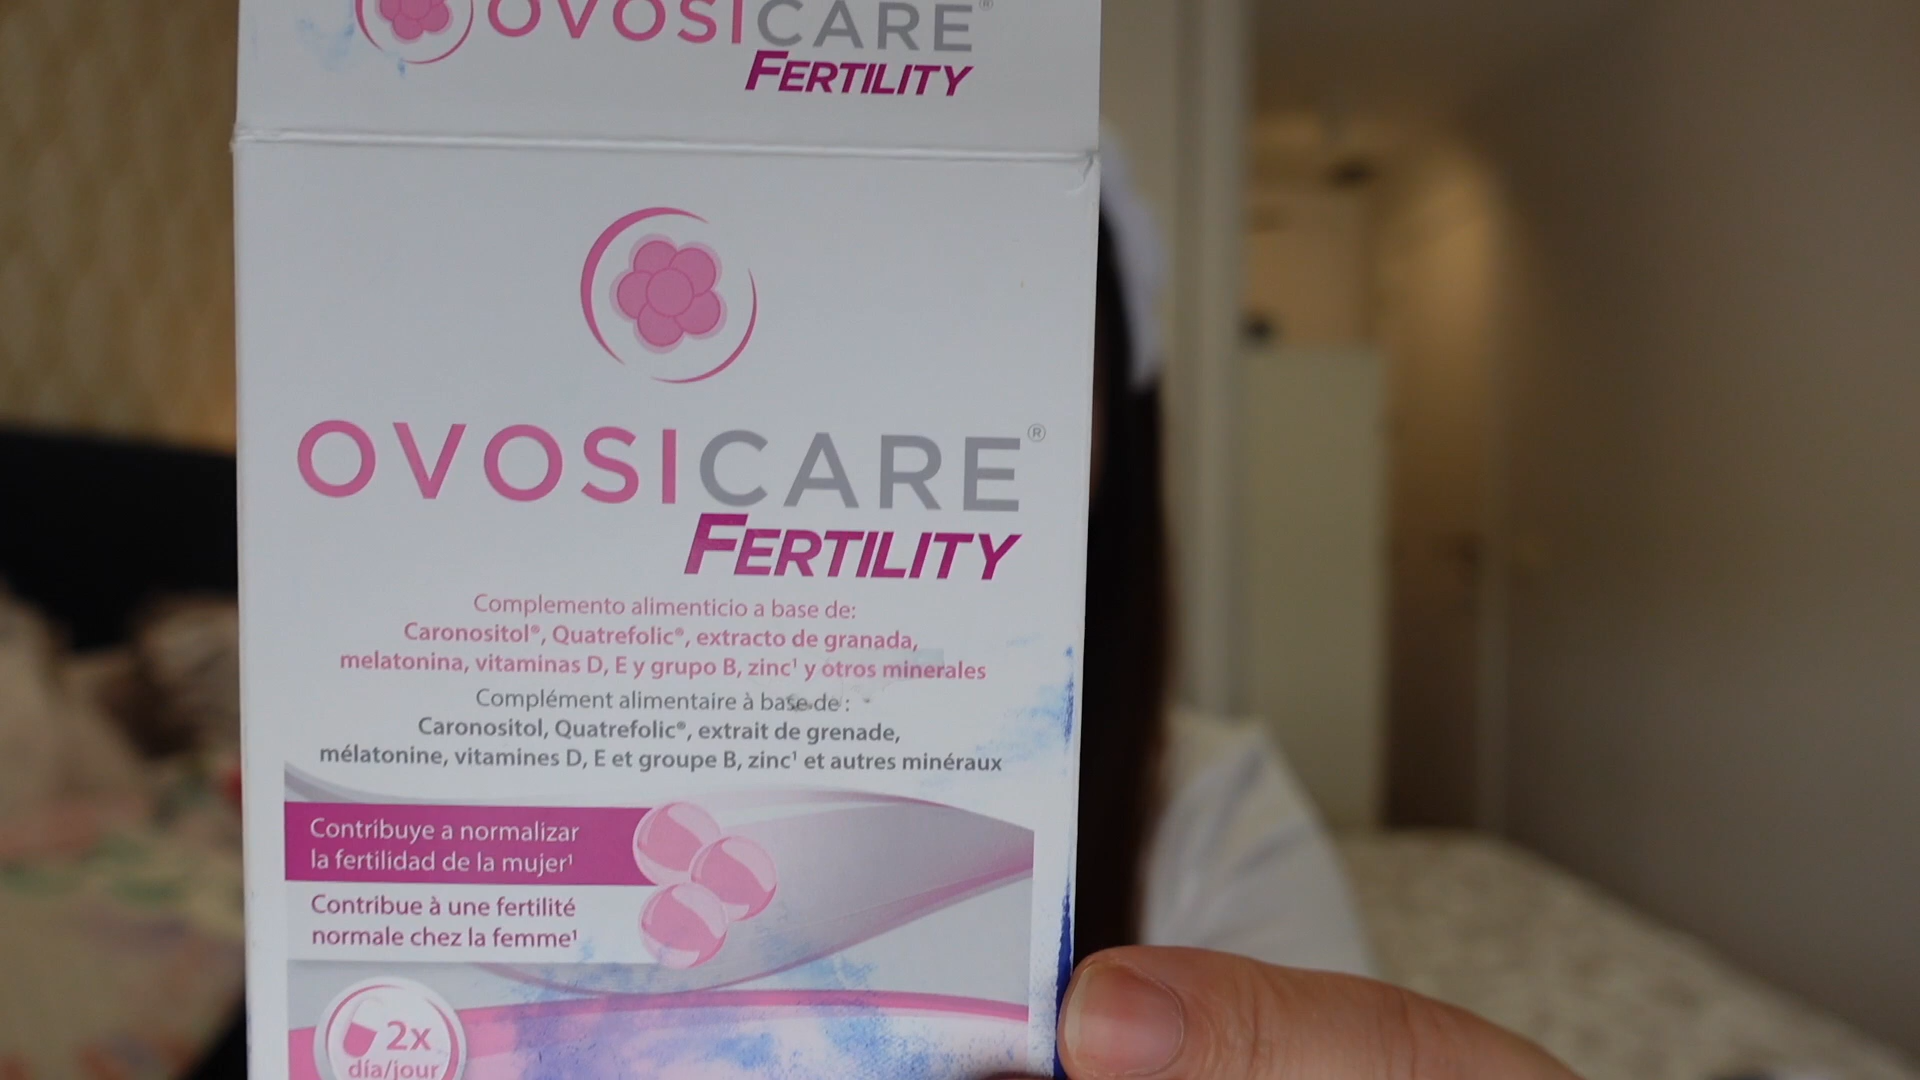 OVOSICARE®
FERTILITY
OVOSICARE®
FERTILITY
Complemento alimenticio a base de:
Caronositol®, Quatrefolic®, extracto de granada,
melatonina, vitaminas D, E y grupo B, zinc¹ y otros minerales
Complément alimentaire à base de :
Caronositol, Quatrefolic®, extrait de grenade,
mélatonine, vitamines D, E et groupe B, zinc¹ et autres minéraux
Contribuye a normalizar
la fertilidad de la mujer¹
Contribue à une fertilité
normale chez la femme¹
2x
día/jour